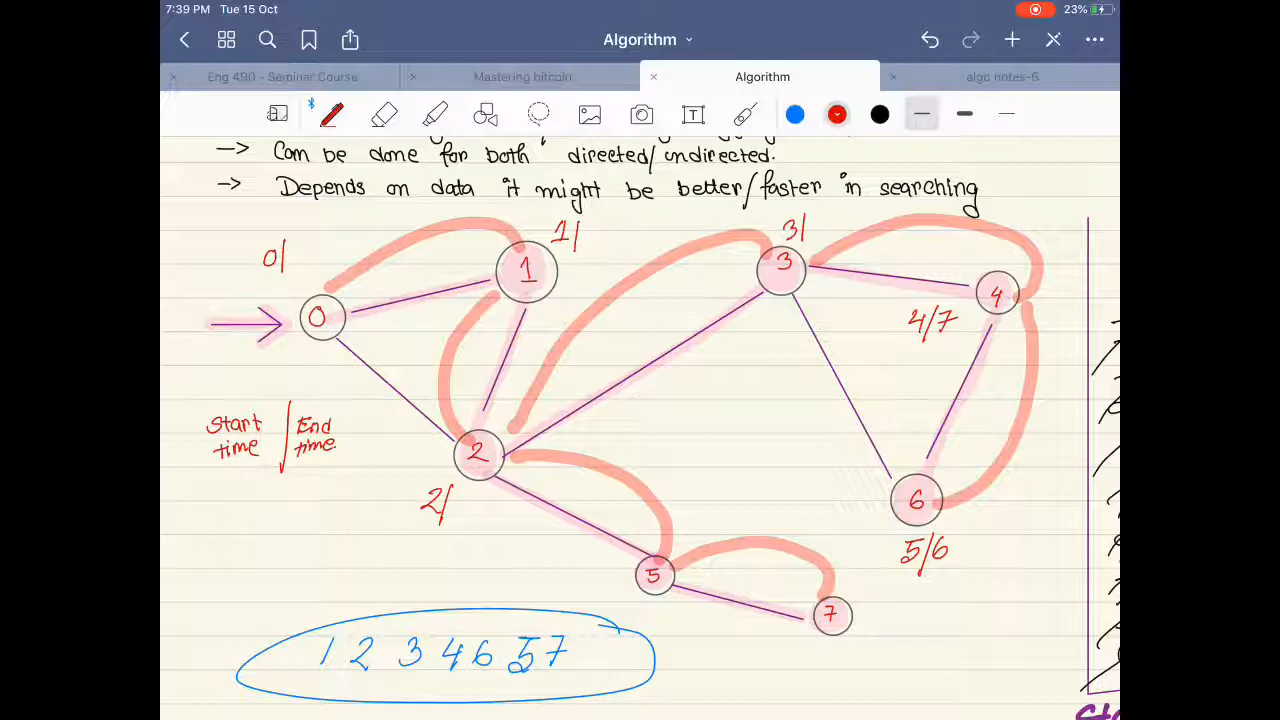 7:39 PM Tue 15 Oct
23%
Algorithm
Eng 490 - Seminar Course
Mastering bitcoin
Algorithm
algo notes-6
T
-> Can be done for both directed/undirected.
-> Depends on data it might be better/faster in searching
0/
1/
3/
0
1
3
4
4/7
Start time / End time
2
2/
6
5/6
5
7
1 2 3 4 6 5 7